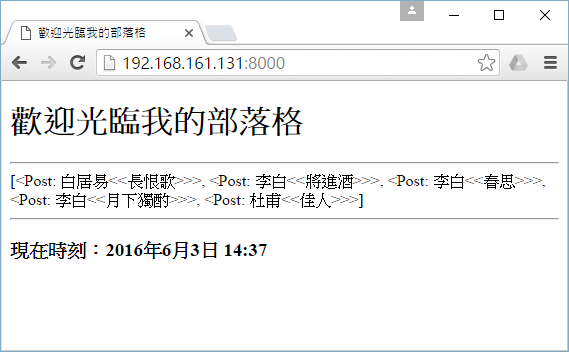 歡迎光臨我的部落格
192.168.161.131:8000
歡迎光臨我的部落格
[<Post: 白居易<<長恨歌>>>, <Post: 李白<<將進酒>>>, <Post: 李白<<春思>>>,
<Post: 李白<<月下獨酌>>>, <Post: 杜甫<<佳人>>>]
現在時刻：2016年6月3日 14:37